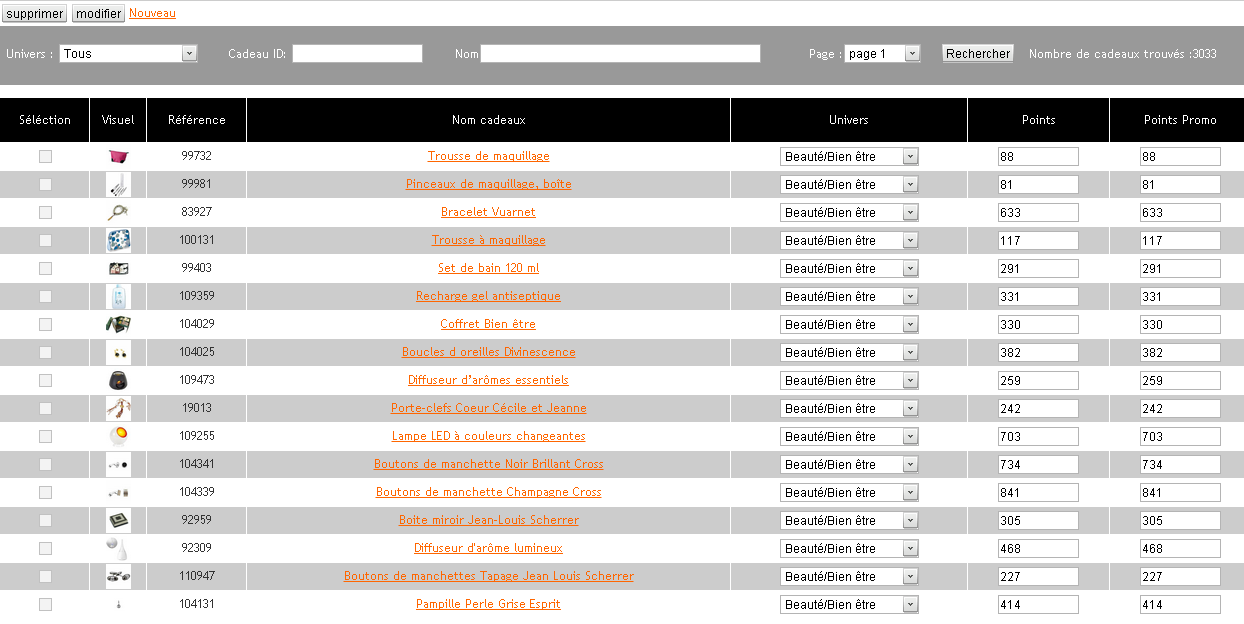 supprimer modifier Nouveau
Univers : Tous Cadeau ID: Nom Page : page 1 Rechercher Nombre de cadeaux trouvés :3033
Séléction Visuel Référence Nom cadeaux Univers Points Points Promo
99732 Trousse de maquillage Beauté/Bien être 88 88
99981 Pinceaux de maquillage, boîte Beauté/Bien être 81 81
83927 Bracelet Vuarnet Beauté/Bien être 633 633
100131 Trousse à maquillage Beauté/Bien être 117 117
99403 Set de bain 120 ml Beauté/Bien être 291 291
109359 Recharge gel antiseptique Beauté/Bien être 331 331
104029 Coffret Bien être Beauté/Bien être 330 330
104025 Boucles d oreilles Divinescence Beauté/Bien être 382 382
109473 Diffuseur d'arômes essentiels Beauté/Bien être 259 259
19013 Porte-clefs Coeur Cécile et Jeanne Beauté/Bien être 242 242
109255 Lampe LED à couleurs changeantes Beauté/Bien être 703 703
104341 Boutons de manchette Noir Brillant Cross Beauté/Bien être 734 734
104339 Boutons de manchette Champagne Cross Beauté/Bien être 841 841
92959 Boite miroir Jean-Louis Scherrer Beauté/Bien être 305 305
92309 Diffuseur d'arôme lumineux Beauté/Bien être 468 468
110947 Boutons de manchettes Tapage Jean Louis Scherrer Beauté/Bien être 227 227
104131 Pampille Perle Grise Esprit Beauté/Bien être 414 414